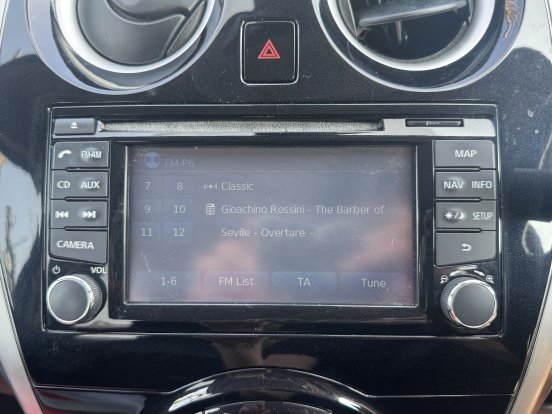 FM-AM
MAP
CD AUX
NAV INFO
SETUP
CAMERA
VOL
FM-P6
7 8 Classic
9 10 Gioachino Rossini - The Barber of
11 12 Seville - Overture
1-6 FM List TA Tune